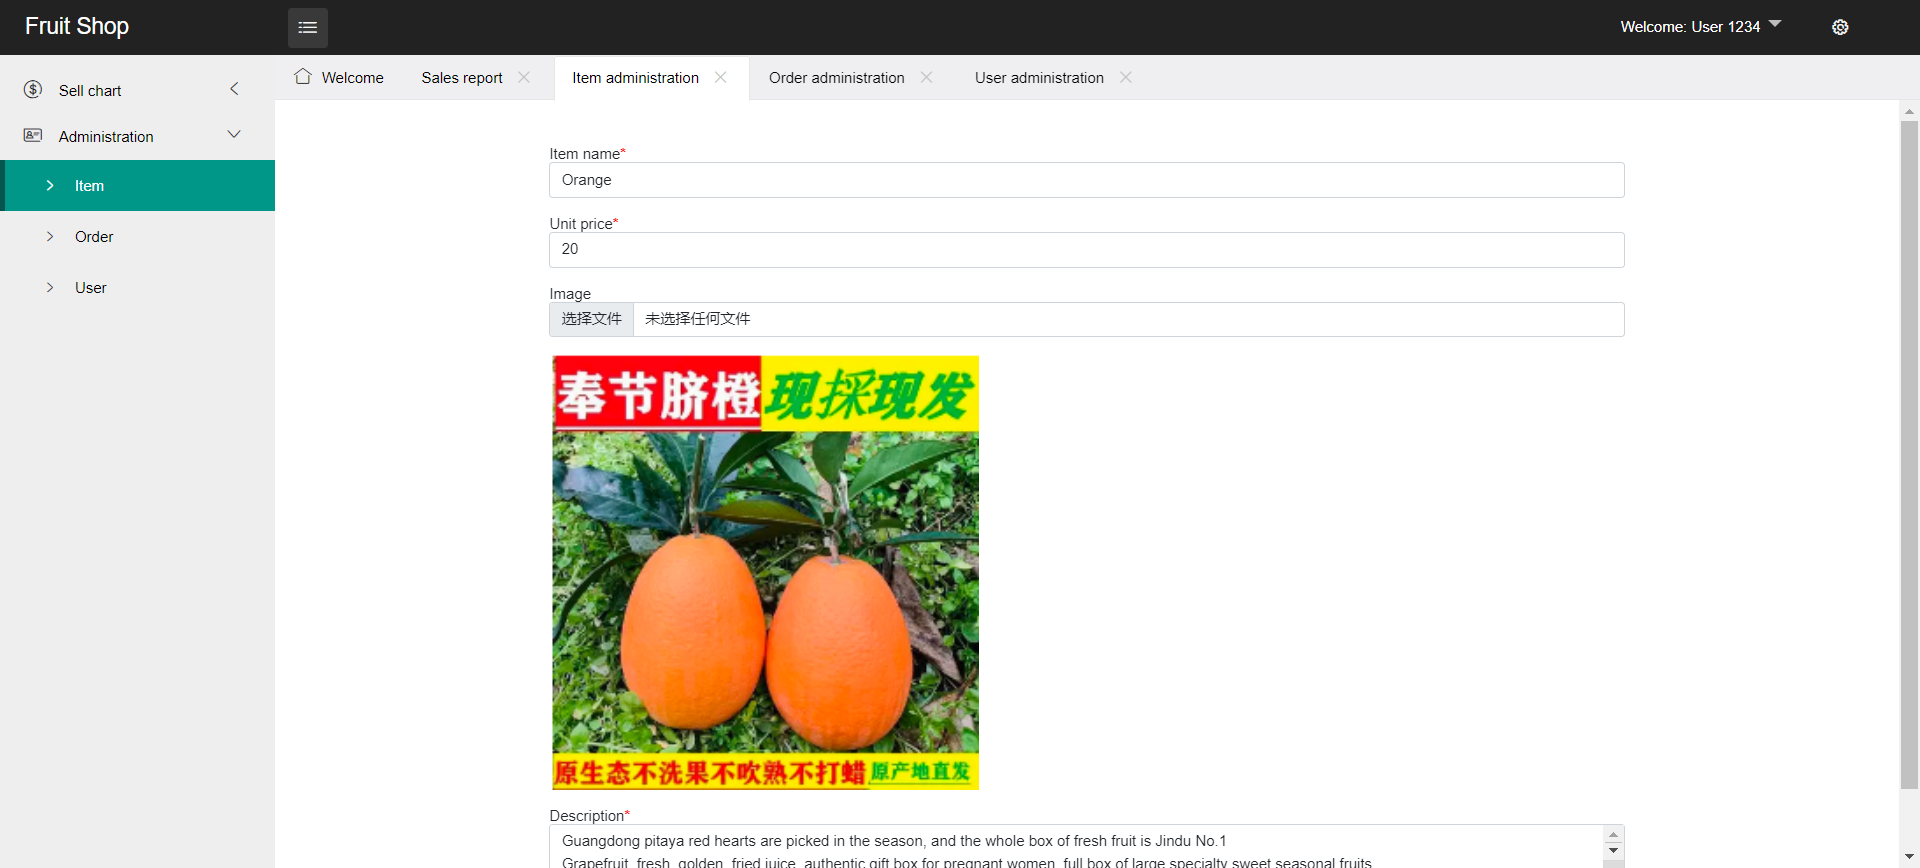 Fruit Shop
Welcome: User 1234
Sell chart
Administration
Item
Order
User
Welcome
Sales report
Item administration
Order administration
User administration
Item name*
Orange
Unit price*
20
Image
选择文件 未选择任何文件
奉节脐橙 现採现发
原生态不洗果不吹熟不打蜡 原产地直发
Description*
Guangdong pitaya red hearts are picked in the season, and the whole box of fresh fruit is Jindu No.1
Grapefruit, fresh, golden, fried juice, authentic gift box for pregnant women, full box of large specialty sweet seasonal fruits